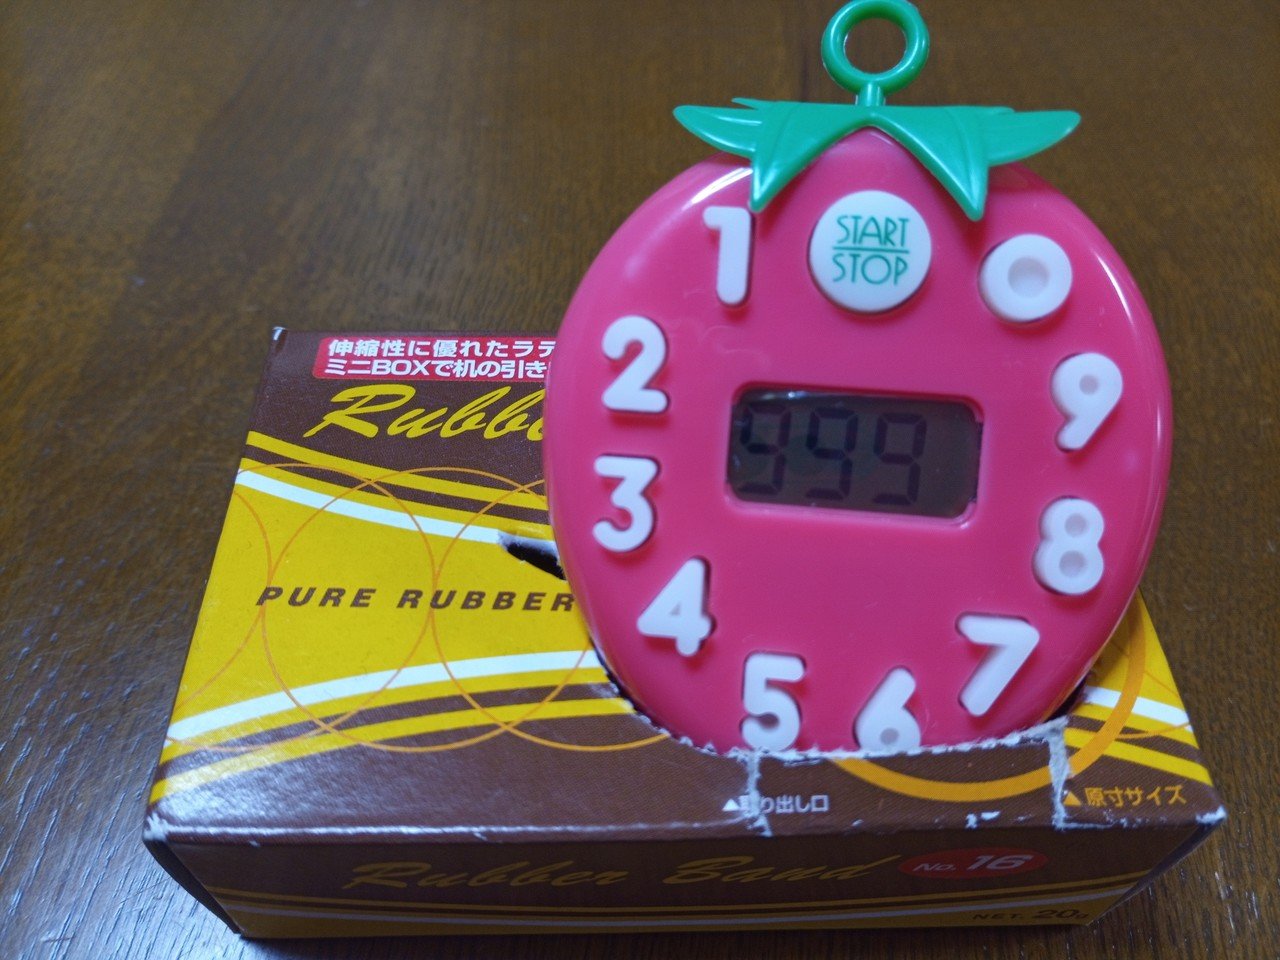 START
STOP
1
0
2
9
3
8
4
7
5
6
999
伸縮性に優れたラテ
ミニBOXで机の引き
Rubb
PURE RUBBER
▲取り出し口
▲原寸サイズ
Rubber Band No.16
NET. 20g